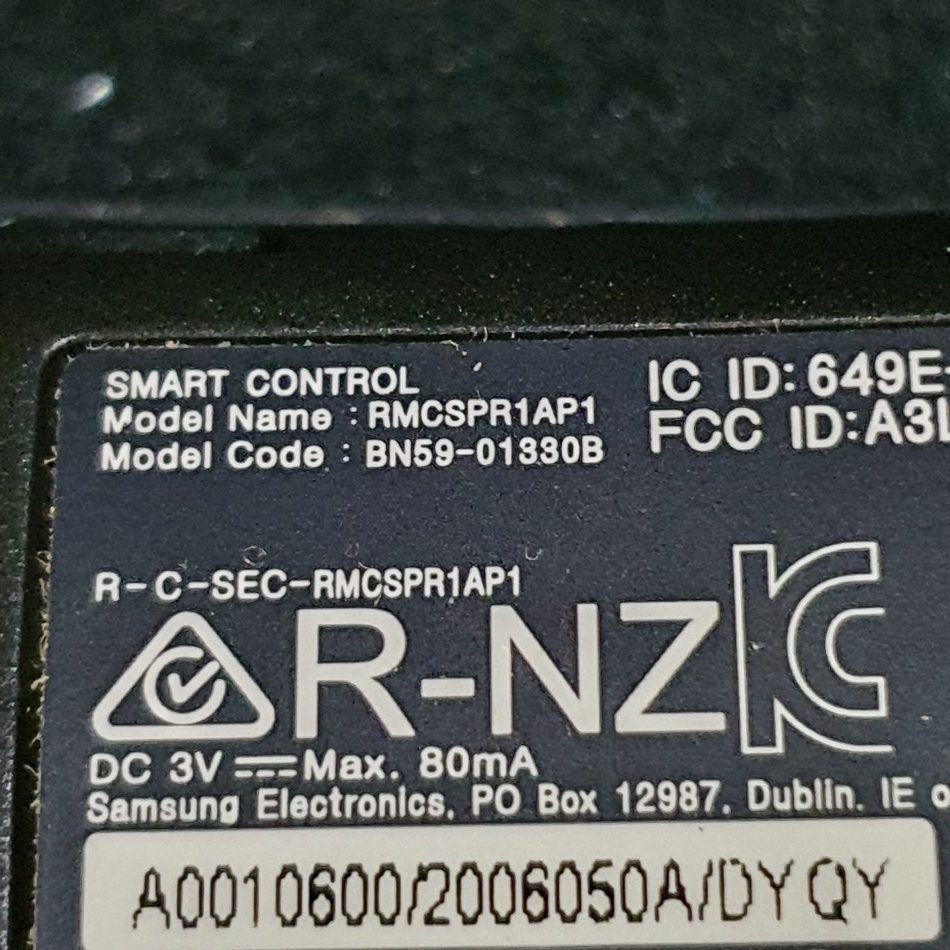 SMART CONTROL
Model Name : RMCSPR1AP1
Model Code : BN59-01330B
IC ID: 649E-
FCC ID:A3L
R-C-SEC-RMCSPR1AP1
R-NZ
DC 3V ⎓ Max. 80mA
Samsung Electronics, PO Box 12987, Dublin. IE o
A0010600/2006050A/DYQY